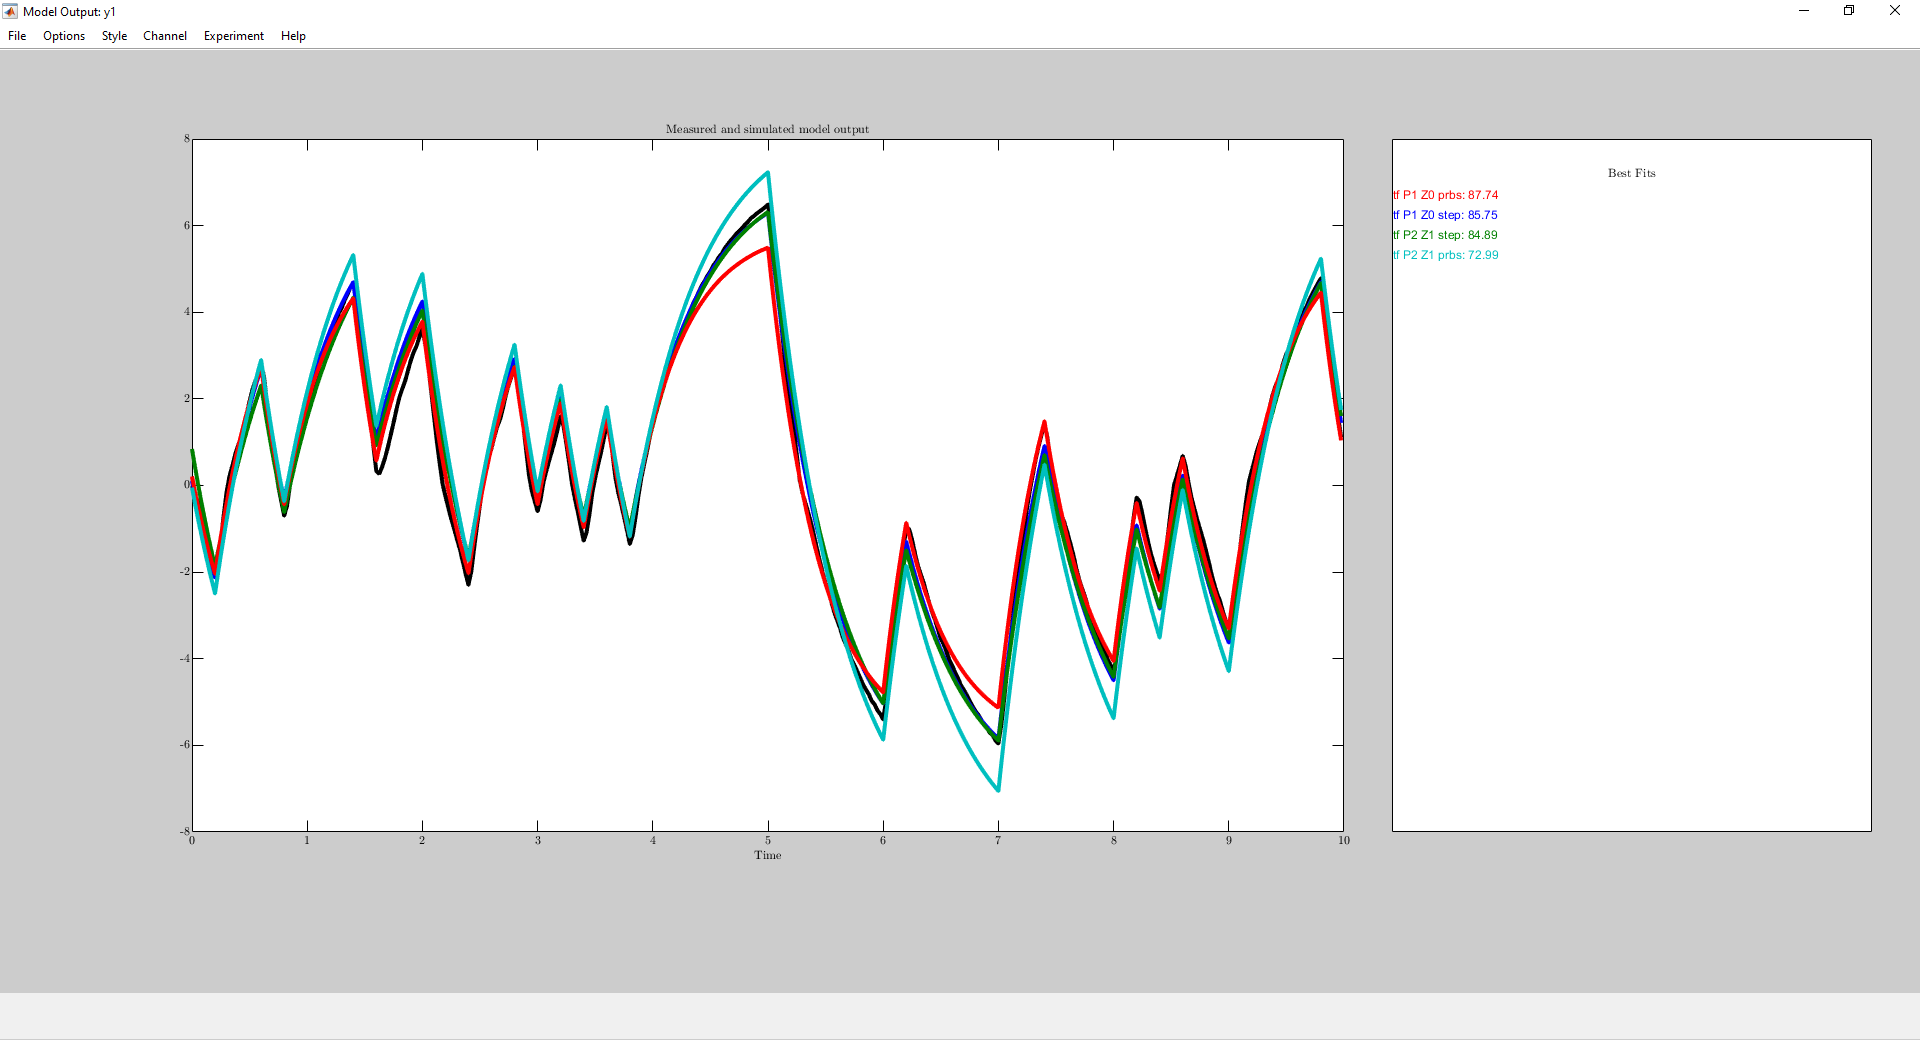 Model Output: y1
File Options Style Channel Experiment Help
Measured and simulated model output
8
6
4
2
0
-2
-4
-6
-8
0 1 2 3 4 5 6 7 8 9 10
Time
Best Fits
tf P1 Z0 prbs: 87.74
tf P1 Z0 step: 85.75
tf P2 Z1 step: 84.89
tf P2 Z1 prbs: 72.99